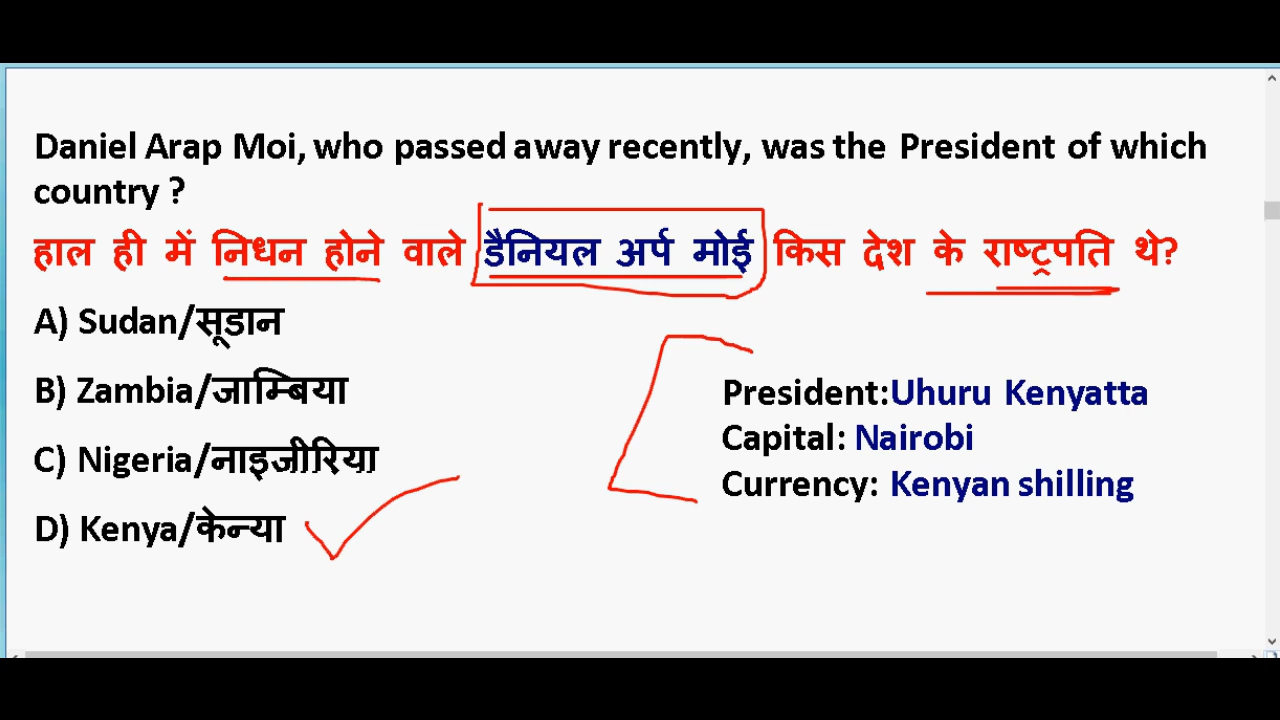 Daniel Arap Moi, who passed away recently, was the President of which
country ?
हाल ही में निधन होने वाले डैनियल अर्प मोई किस देश के राष्ट्रपति थे?
A) Sudan/सूडान
B) Zambia/जाम्बिया
C) Nigeria/नाइजीरिया
D) Kenya/केन्या
President:Uhuru Kenyatta
Capital: Nairobi
Currency: Kenyan shilling